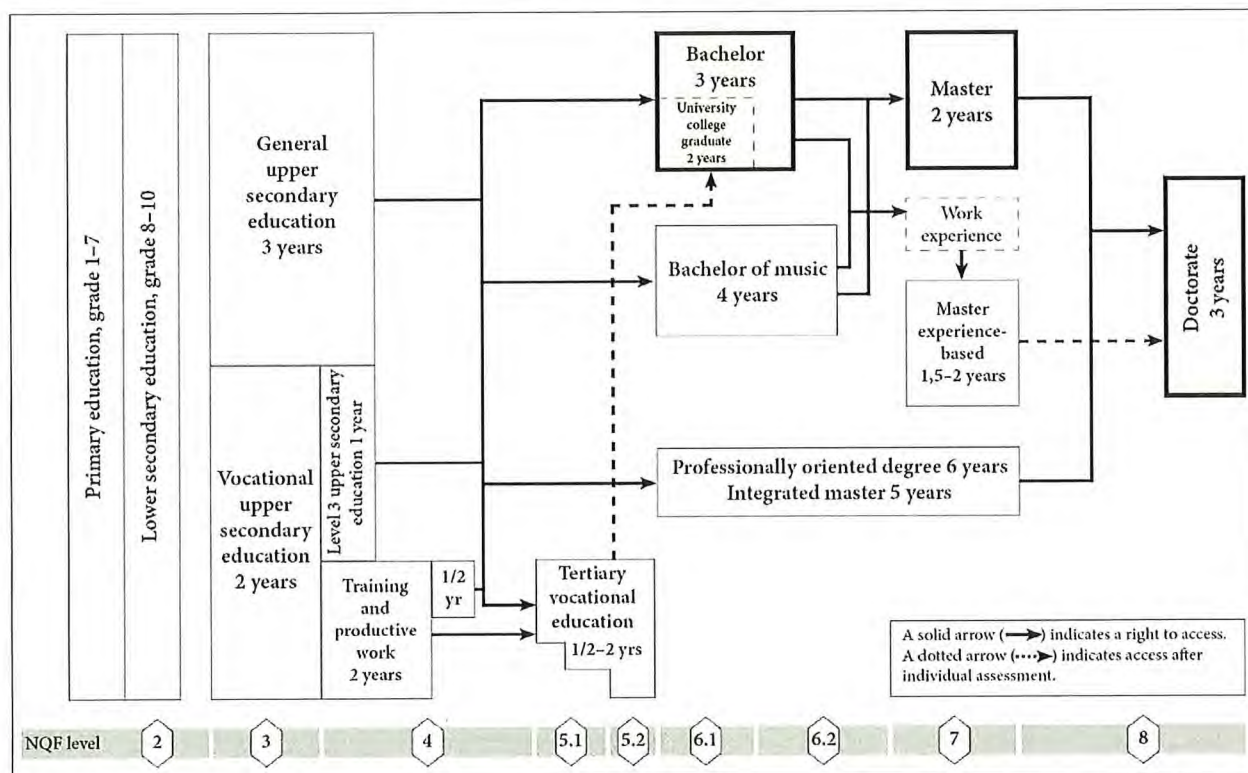 Primary education, grade 1–7
Lower secondary education, grade 8–10
General
upper
secondary
education
3 years
Vocational
upper
secondary
education
2 years
Level 3 upper secondary
education 1 year
Training
and
productive
work
2 years
1/2
yr
Tertiary
vocational
education
1/2–2 yrs
Bachelor
3 years
University
college
graduate
2 years
Bachelor of music
4 years
Professionally oriented degree 6 years
Integrated master 5 years
Master
2 years
Work
experience
Master
experience-
based
1,5–2 years
Doctorate
3 years
A solid arrow (⟶) indicates a right to access.
A dotted arrow (····➤) indicates access after
individual assessment.
NQF level 2 3 4 5.1 5.2 6.1 6.2 7 8